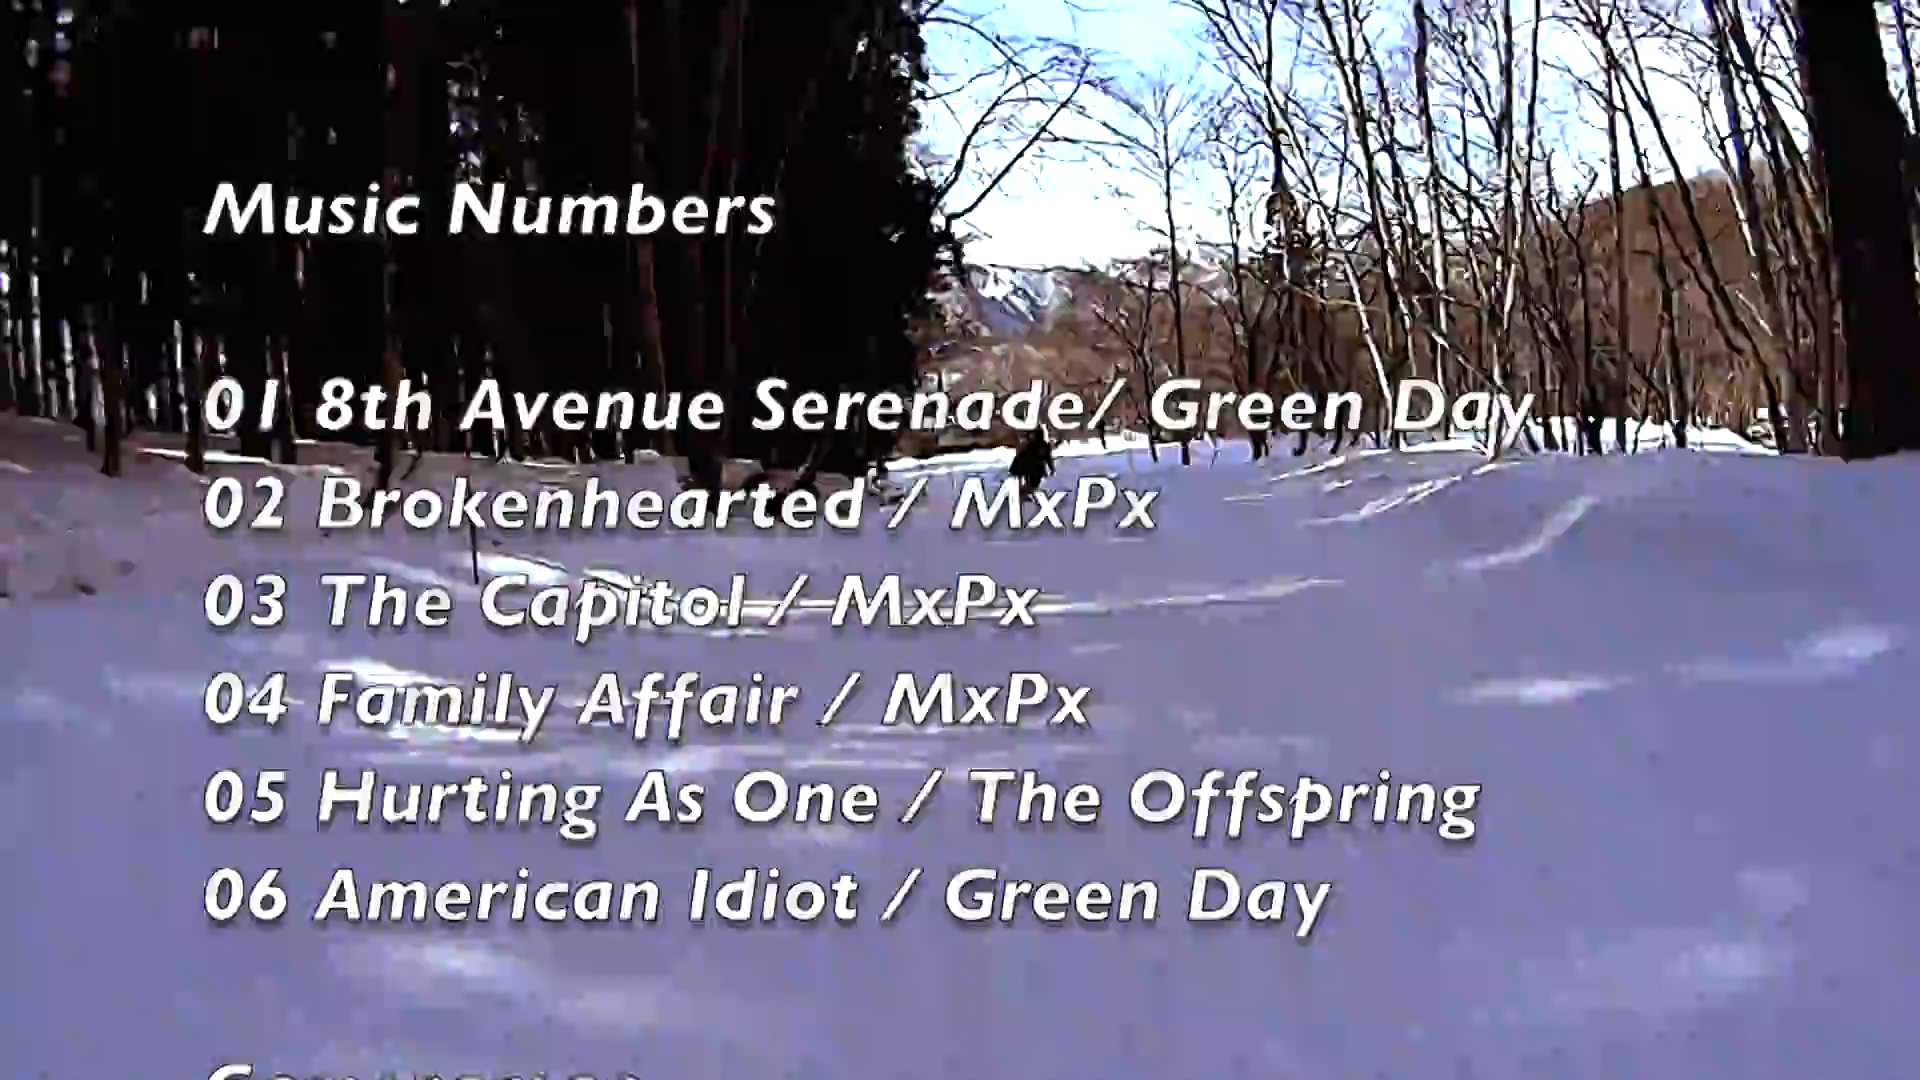 Music Numbers
01 8th Avenue Serenade/ Green Day
02 Brokenhearted / MxPx
03 The Capitol / MxPx
04 Family Affair / MxPx
05 Hurting As One / The Offspring
06 American Idiot / Green Day